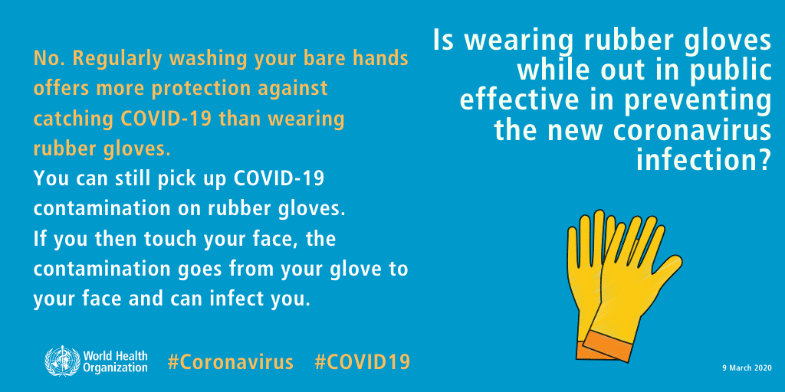 Is wearing rubber gloves
while out in public
effective in preventing
the new coronavirus
infection?
No. Regularly washing your bare hands
offers more protection against
catching COVID-19 than wearing
rubber gloves.
You can still pick up COVID-19
contamination on rubber gloves.
If you then touch your face, the
contamination goes from your glove to
your face and can infect you.
World Health
Organization
#Coronavirus #COVID19
9 March 2020